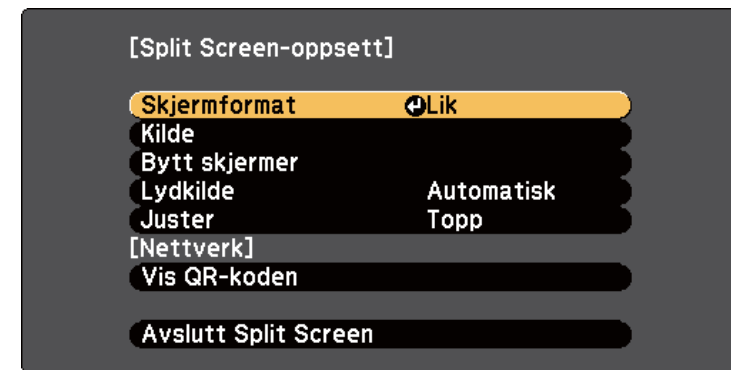 [Split Screen-oppsett]
Skjermformat Lik
Kilde
Bytt skjermer
Lydkilde Automatisk
Juster Topp
[Nettverk]
Vis QR-koden
Avslutt Split Screen